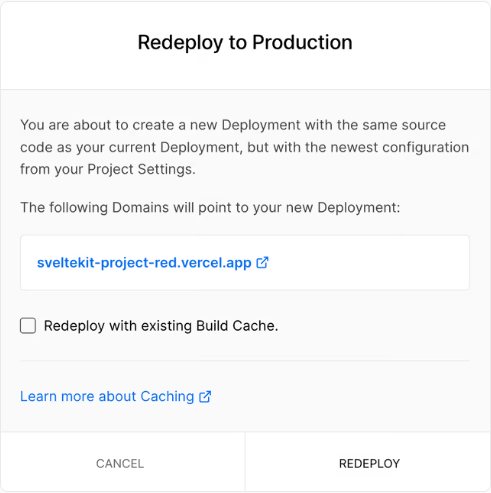 Redeploy to Production
You are about to create a new Deployment with the same source
code as your current Deployment, but with the newest configuration
from your Project Settings.
The following Domains will point to your new Deployment:
sveltekit-project-red.vercel.app
Redeploy with existing Build Cache.
Learn more about Caching
CANCEL
REDEPLOY